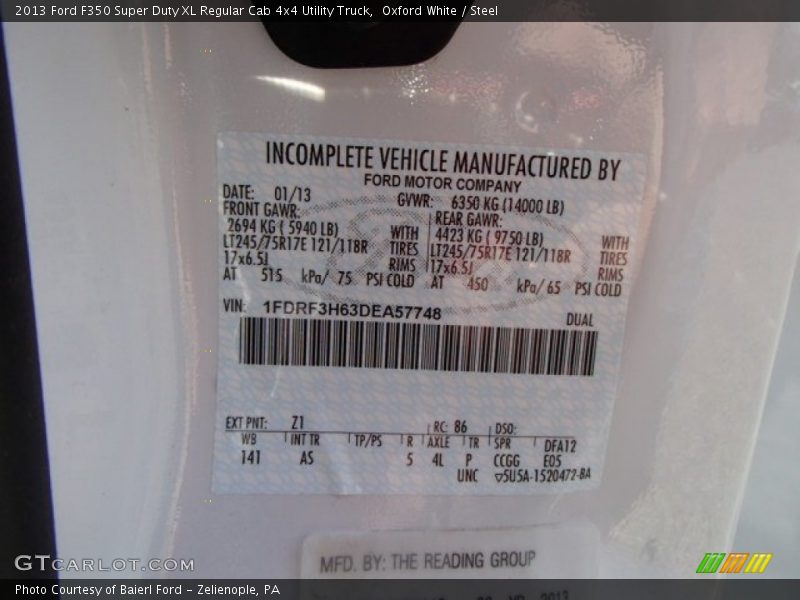 2013 Ford F350 Super Duty XL Regular Cab 4x4 Utility Truck,  Oxford White / Steel
INCOMPLETE VEHICLE MANUFACTURED BY
FORD MOTOR COMPANY
DATE: 01/13 GVWR: 6350 KG (14000 LB)
FRONT GAWR: REAR GAWR:
2694 KG ( 5940 LB) WITH 4423 KG ( 9750 LB) WITH
LT245/75R17E 121/118R TIRES LT245/75R17E 121/118R TIRES
17x6.5J RIMS 17x6.5J RIMS
AT 515 kPa/ 75 PSI COLD AT 450 kPa/ 65 PSI COLD
VIN: 1FDRF3H63DEA57748 DUAL
EXT PNT: Z1 RC: 86 DSO:
WB INT TR TP/PS R AXLE TR SPR DFA12
141 AS 5 4L P CCGG E05
UNC ▽5U5A-1520472-BA
MFD. BY: THE READING GROUP
GTCARLOT.COM
Photo Courtesy of Baierl Ford - Zelienople, PA